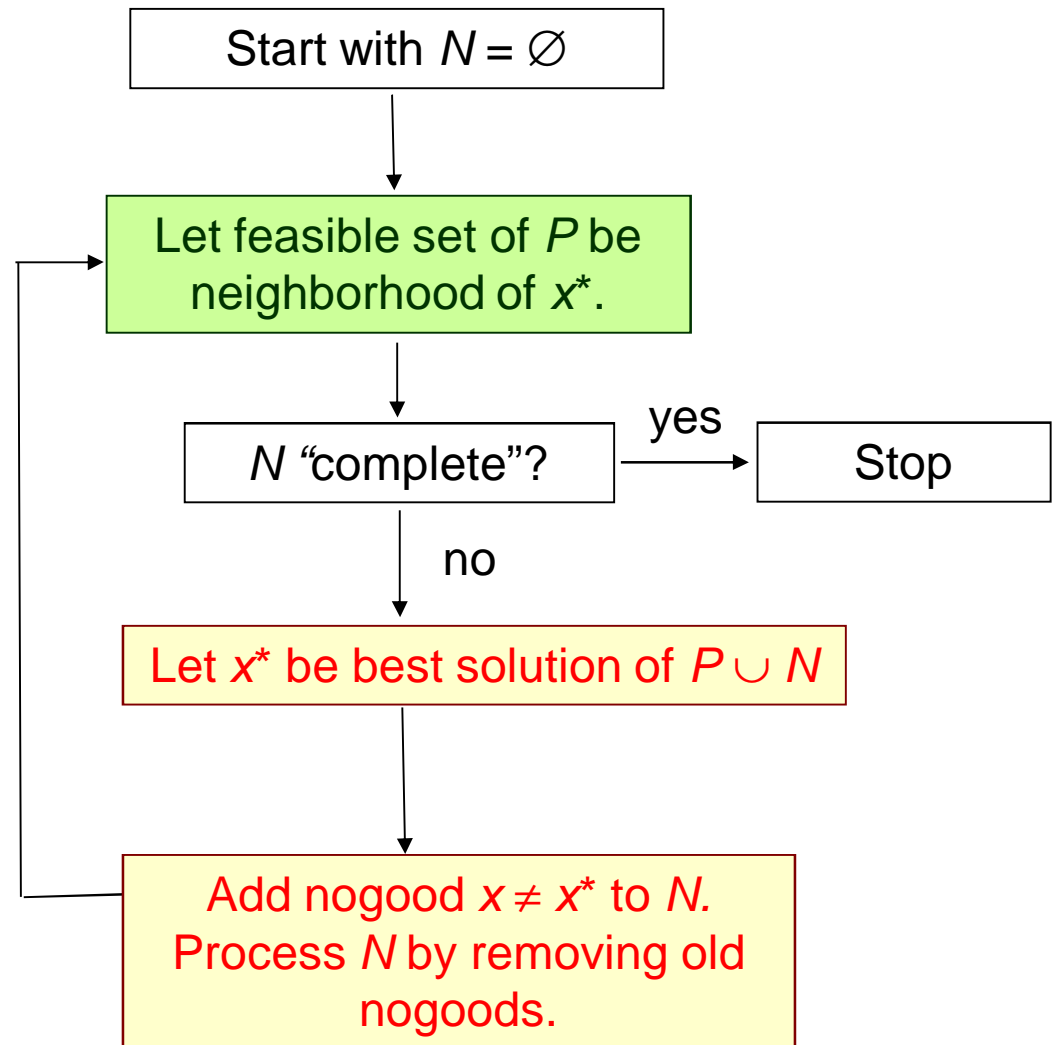 Start with N = ∅
Let feasible set of P be
neighborhood of x*.
N “complete”?
yes
Stop
no
Let x* be best solution of P ∪ N
Add nogood x ≠ x* to N.
Process N by removing old
nogoods.